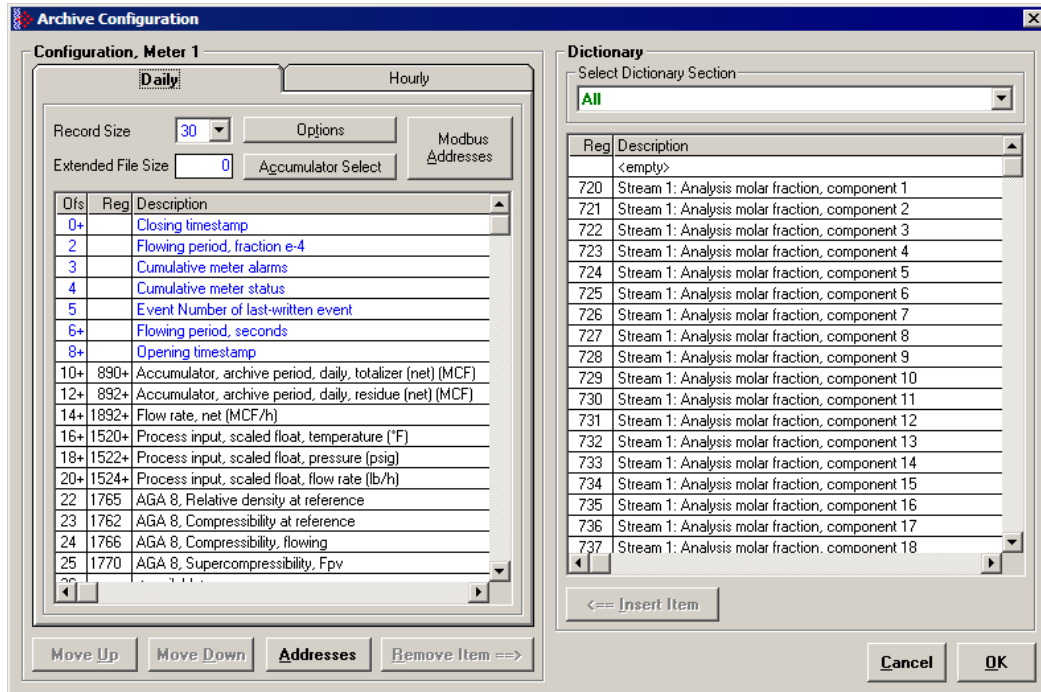 Archive Configuration
Configuration, Meter 1
Daily
Hourly
Record Size 30 Options
Modbus Addresses
Extended File Size 0 Accumulator Select
Ofs Reg Description
0+ Closing timestamp
2 Flowing period, fraction e-4
3 Cumulative meter alarms
4 Cumulative meter status
5 Event Number of last-written event
6+ Flowing period, seconds
8+ Opening timestamp
10+ 890+ Accumulator, archive period, daily, totalizer (net) (MCF)
12+ 892+ Accumulator, archive period, daily, residue (net) (MCF)
14+ 1892+ Flow rate, net (MCF/h)
16+ 1520+ Process input, scaled float, temperature (°F)
18+ 1522+ Process input, scaled float, pressure (psig)
20+ 1524+ Process input, scaled float, flow rate (lb/h)
22 1765 AGA 8, Relative density at reference
23 1762 AGA 8, Compressibility at reference
24 1766 AGA 8, Compressibility, flowing
25 1770 AGA 8, Supercompressibility, Fpv
Move Up Move Down Addresses Remove Item ==>
Dictionary
Select Dictionary Section
All
Reg Description
<empty>
720 Stream 1: Analysis molar fraction, component 1
721 Stream 1: Analysis molar fraction, component 2
722 Stream 1: Analysis molar fraction, component 3
723 Stream 1: Analysis molar fraction, component 4
724 Stream 1: Analysis molar fraction, component 5
725 Stream 1: Analysis molar fraction, component 6
726 Stream 1: Analysis molar fraction, component 7
727 Stream 1: Analysis molar fraction, component 8
728 Stream 1: Analysis molar fraction, component 9
729 Stream 1: Analysis molar fraction, component 10
730 Stream 1: Analysis molar fraction, component 11
731 Stream 1: Analysis molar fraction, component 12
732 Stream 1: Analysis molar fraction, component 13
733 Stream 1: Analysis molar fraction, component 14
734 Stream 1: Analysis molar fraction, component 15
735 Stream 1: Analysis molar fraction, component 16
736 Stream 1: Analysis molar fraction, component 17
737 Stream 1: Analysis molar fraction, component 18
<== Insert Item
Cancel OK